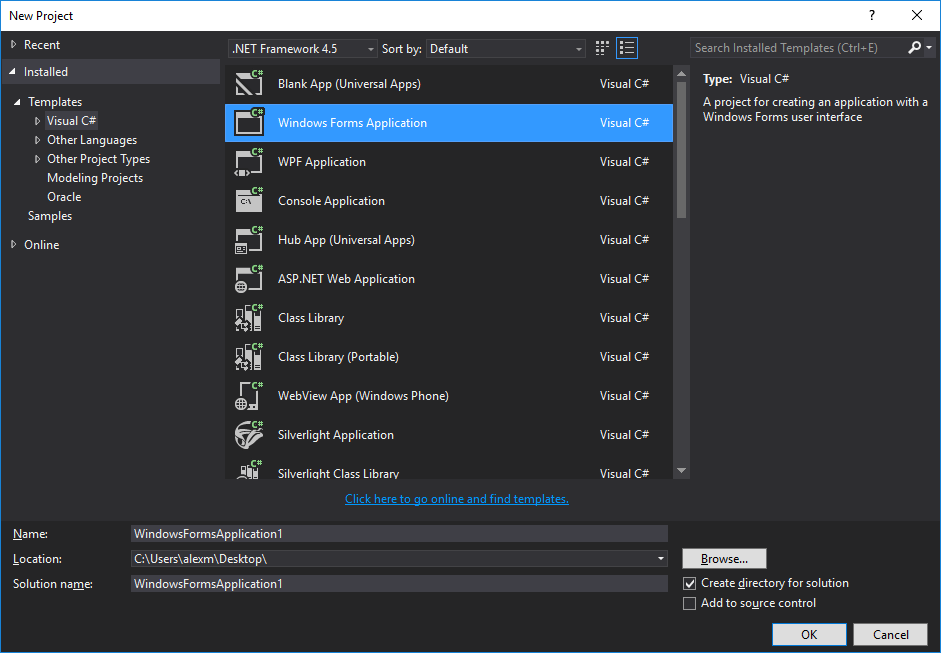 New Project
?
Recent
Installed
Templates
Visual C#
Other Languages
Other Project Types
Modeling Projects
Oracle
Samples
Online
.NET Framework 4.5 Sort by: Default
Search Installed Templates (Ctrl+E)
C# Blank App (Universal Apps) Visual C#
C# Windows Forms Application Visual C#
C# WPF Application Visual C#
C# C:\ Console Application Visual C#
C# Hub App (Universal Apps) Visual C#
C# ASP.NET Web Application Visual C#
C# Class Library Visual C#
C# Class Library (Portable) Visual C#
C# WebView App (Windows Phone) Visual C#
C# Silverlight Application Visual C#
C# Silverlight Class Library Visual C#
Click here to go online and find templates.
Type: Visual C#
A project for creating an application with a
Windows Forms user interface
Name: WindowsFormsApplication1
Location: C:\Users\alexm\Desktop\ Browse...
Solution name: WindowsFormsApplication1
Create directory for solution
Add to source control
OK Cancel